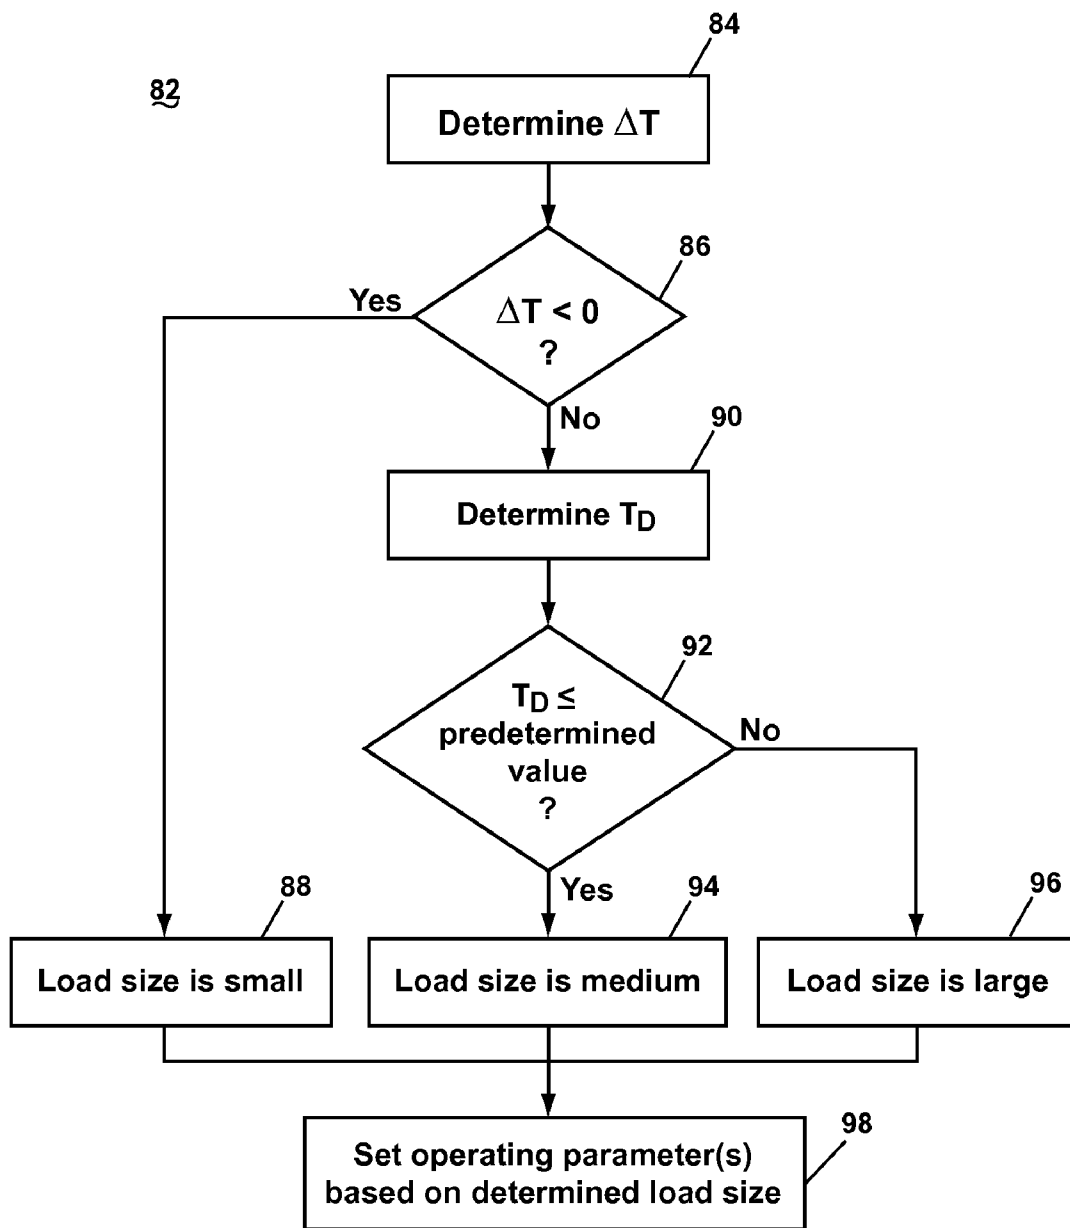 84
82
Determine ΔT
86
Yes
ΔT < 0
?
No
90
Determine TD
92
TD ≤
predetermined
value
?
No
Yes
88
94
96
Load size is small
Load size is medium
Load size is large
98
Set operating parameter(s)
based on determined load size